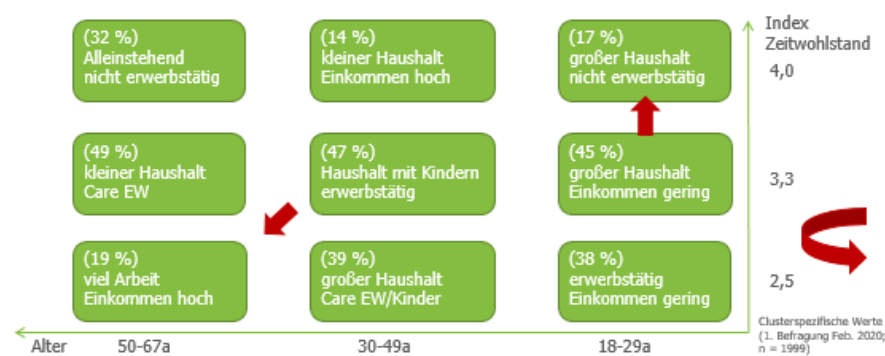 (32 %)
Alleinstehend
nicht erwerbstätig
(14 %)
kleiner Haushalt
Einkommen hoch
(17 %)
großer Haushalt
nicht erwerbstätig
Index
Zeitwohlstand
4,0
(49 %)
kleiner Haushalt
Care EW
(47 %)
Haushalt mit Kindern
erwerbstätig
(45 %)
großer Haushalt
Einkommen gering
3,3
(19 %)
viel Arbeit
Einkommen hoch
(39 %)
großer Haushalt
Care EW/Kinder
(38 %)
erwerbstätig
Einkommen gering
2,5
Clusterspezifische Werte
(1. Befragung Feb. 2020;
n = 1999)
Alter 50-67a 30-49a 18-29a